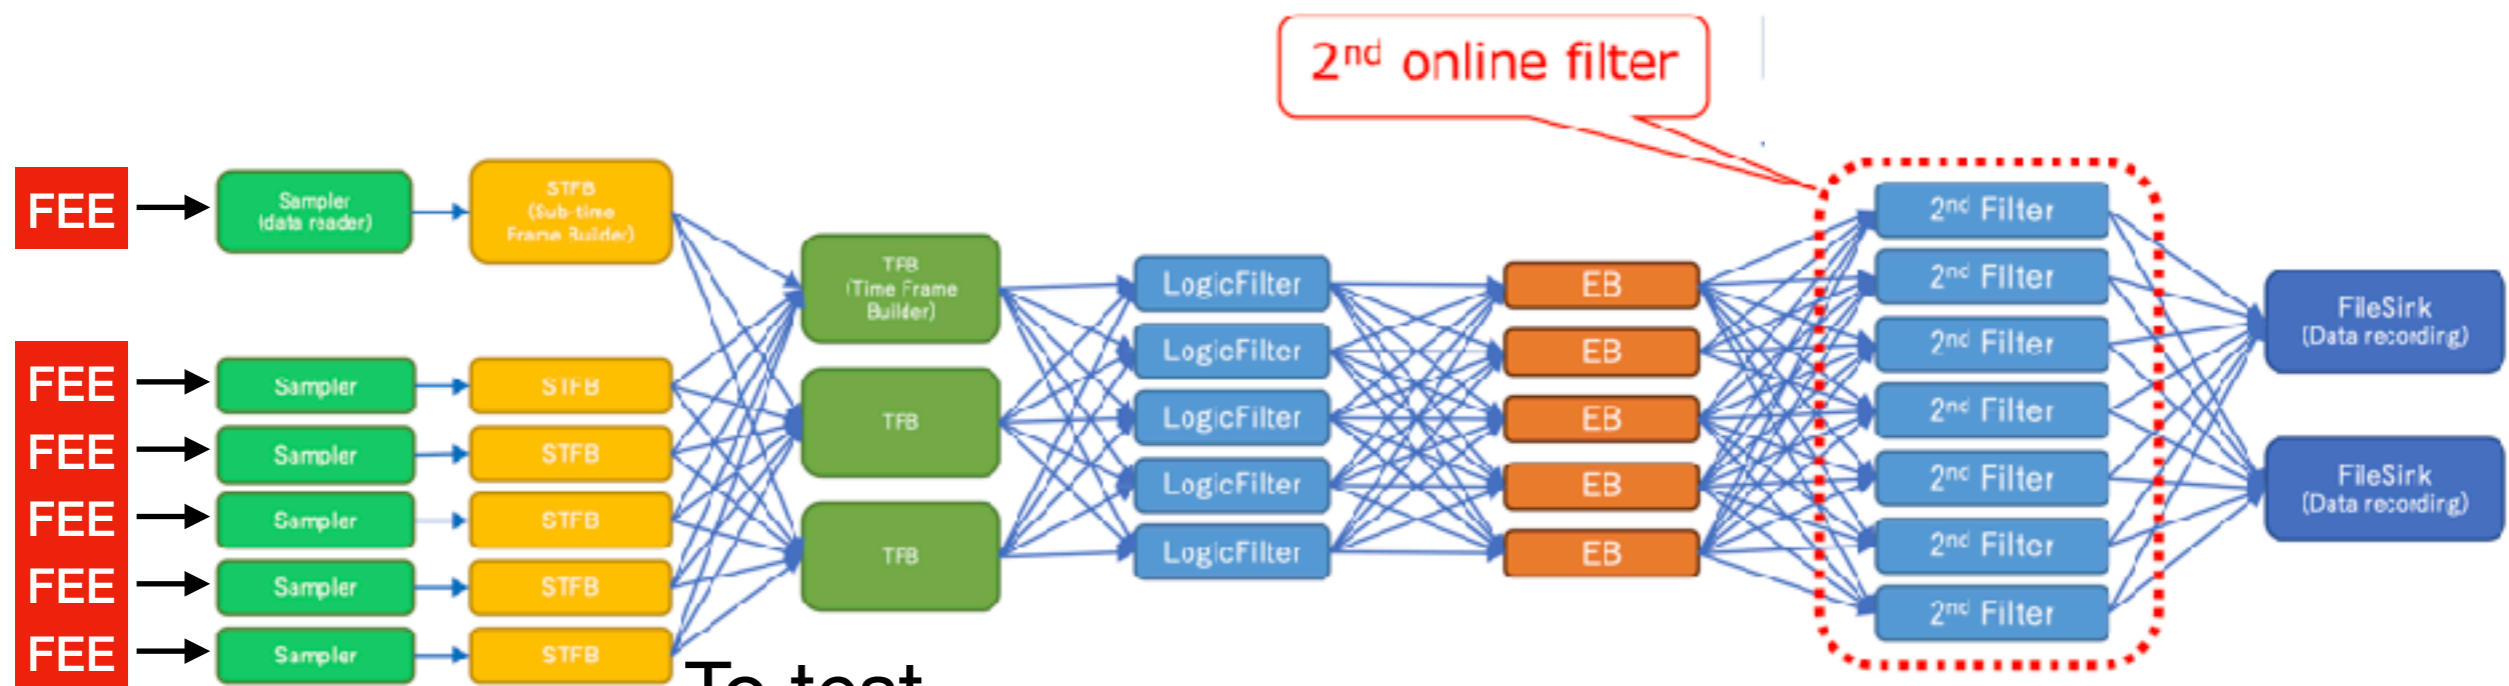 2nd online filter
FEE
Sampler
(data reader)
STFB
(Sub-time
Frame Builder)
TFB
(Time Frame
Builder)
TFB
TFB
FEE
Sampler
STFB
FEE
Sampler
STFB
FEE
Sampler
STFB
FEE
Sampler
STFB
FEE
Sampler
STFB
LogicFilter
LogicFilter
LogicFilter
LogicFilter
LogicFilter
EB
EB
EB
EB
EB
2nd Filter
2nd Filter
2nd Filter
2nd Filter
2nd Filter
2nd Filter
2nd Filter
FileSink
(Data recording)
FileSink
(Data recording)
To test